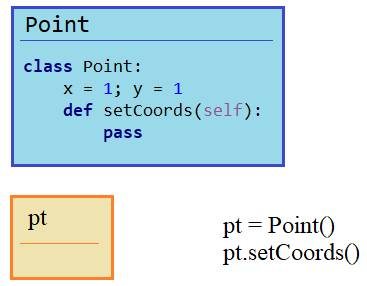 Point
class Point:
    x = 1; y = 1
    def setCoords(self):
        pass
pt
pt = Point()
pt.setCoords()